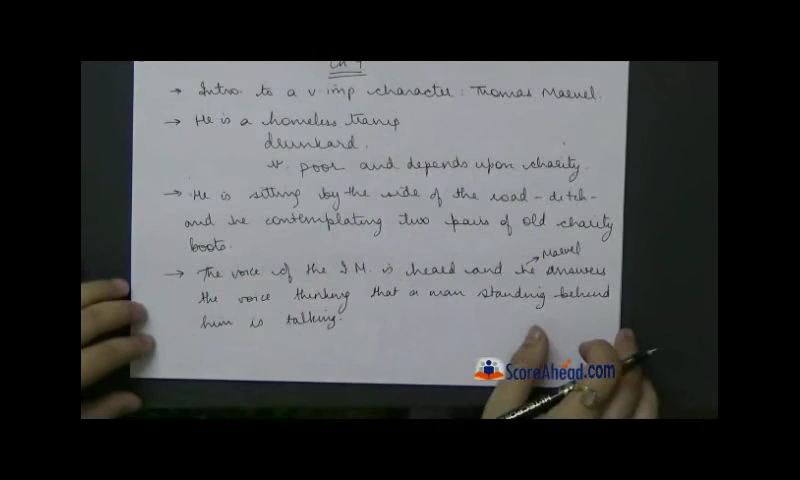 Ch 9
→ Intro. to a v. imp character: Thomas Marvel.
→ He is a homeless tramp
drunkard.
v. poor and depends upon charity.
→ He is sitting by the side of the road - ditch -
and he contemplating two pairs of old charity
boots.
Marvel
→ The voice of the I M. is heard and he answers
the voice thinking that a man standing behind
him is talking.
ScoreAhead.com